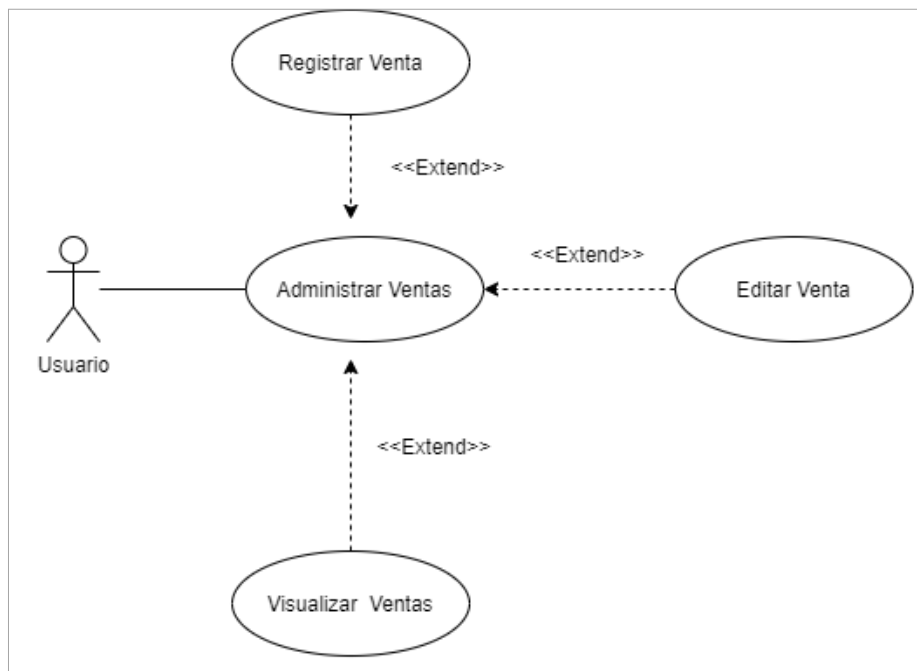 Registrar Venta
<<Extend>>
<<Extend>>
Administrar Ventas
Editar Venta
Usuario
<<Extend>>
Visualizar Ventas